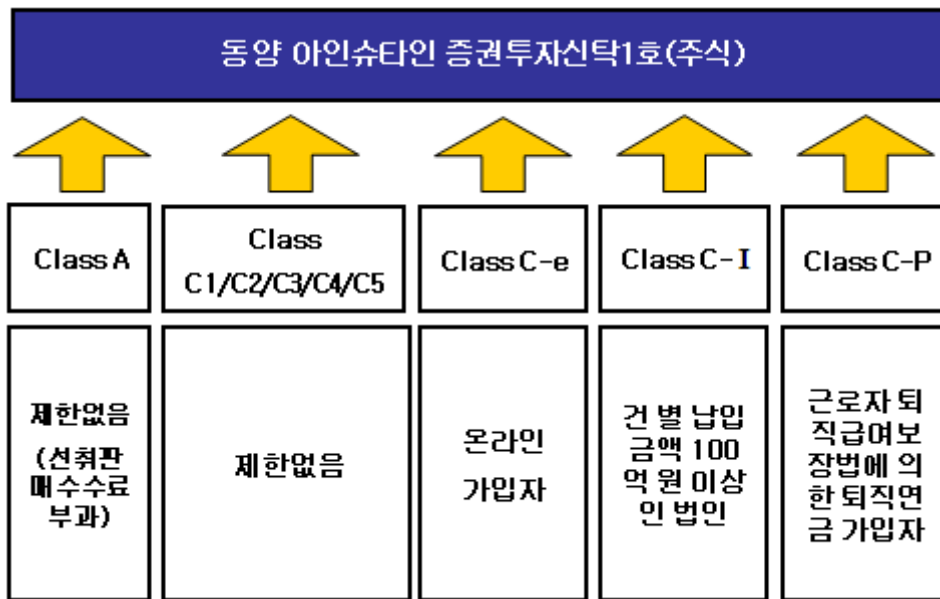 동양 아인슈타인 증권투자신탁1호(주식)
Class A
Class
C1/C2/C3/C4/C5
Class C-e
Class C-I
Class C-P
제한없음
(선취판
매수수료
부과)
제한없음
온라인
가입자
건 별 납입
금액 100
억 원 이상
인 법인
근로자 퇴
직급여보
장법에 의
한 퇴직연
금 가입자